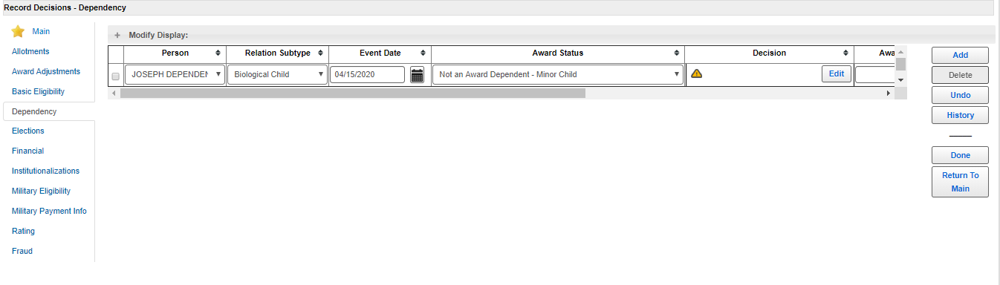 Record Decisions - Dependency
Main
Allotments
Award Adjustments
Basic Eligibility
Dependency
Elections
Financial
Institutionalizations
Military Eligibility
Military Payment Info
Rating
Fraud
+ Modify Display:
Person Relation Subtype Event Date Award Status Decision Awa
JOSEPH DEPENDEN Biological Child 04/15/2020 Not an Award Dependent - Minor Child Edit
Add
Delete
Undo
History
Done
Return To
Main